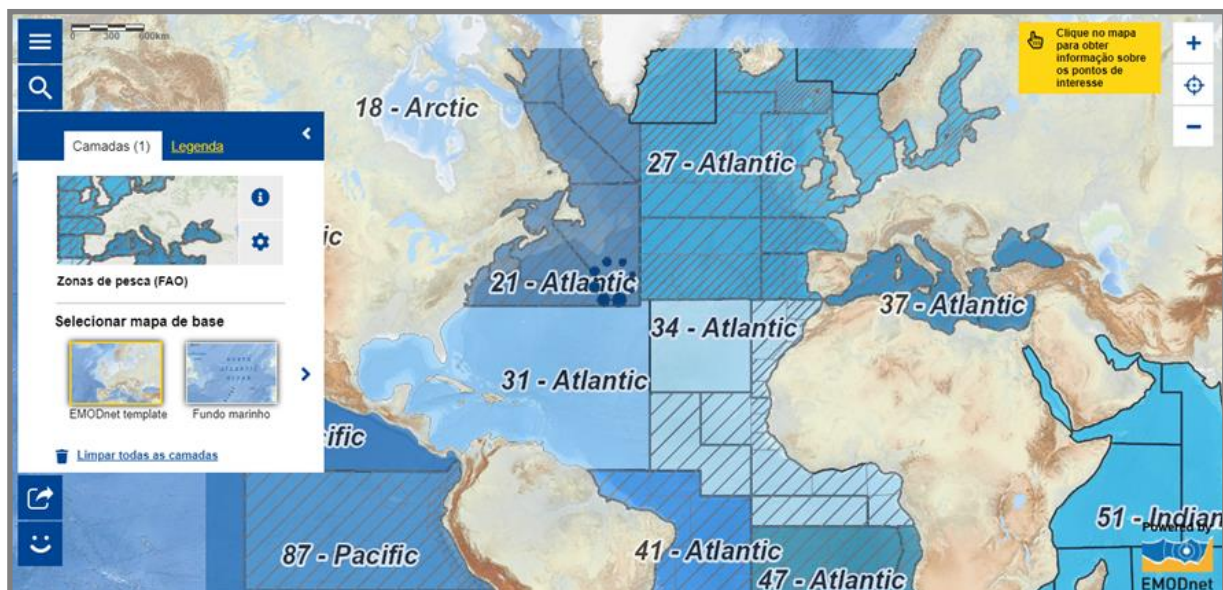 0 300 600km
Clique no mapa
para obter
informação sobre
os pontos de
interesse
+
−
Camadas (1) Legenda
Zonas de pesca (FAO)
Selecionar mapa de base
EMODnet template Fundo marinho
Limpar todas as camadas
18 - Arctic
27 - Atlantic
ic
21 - Atlantic
37 - Atlantic
34 - Atlantic
31 - Atlantic
ific
51 - Indian
87 - Pacific
41 - Atlantic
47 - Atlantic
Powered by
EMODnet